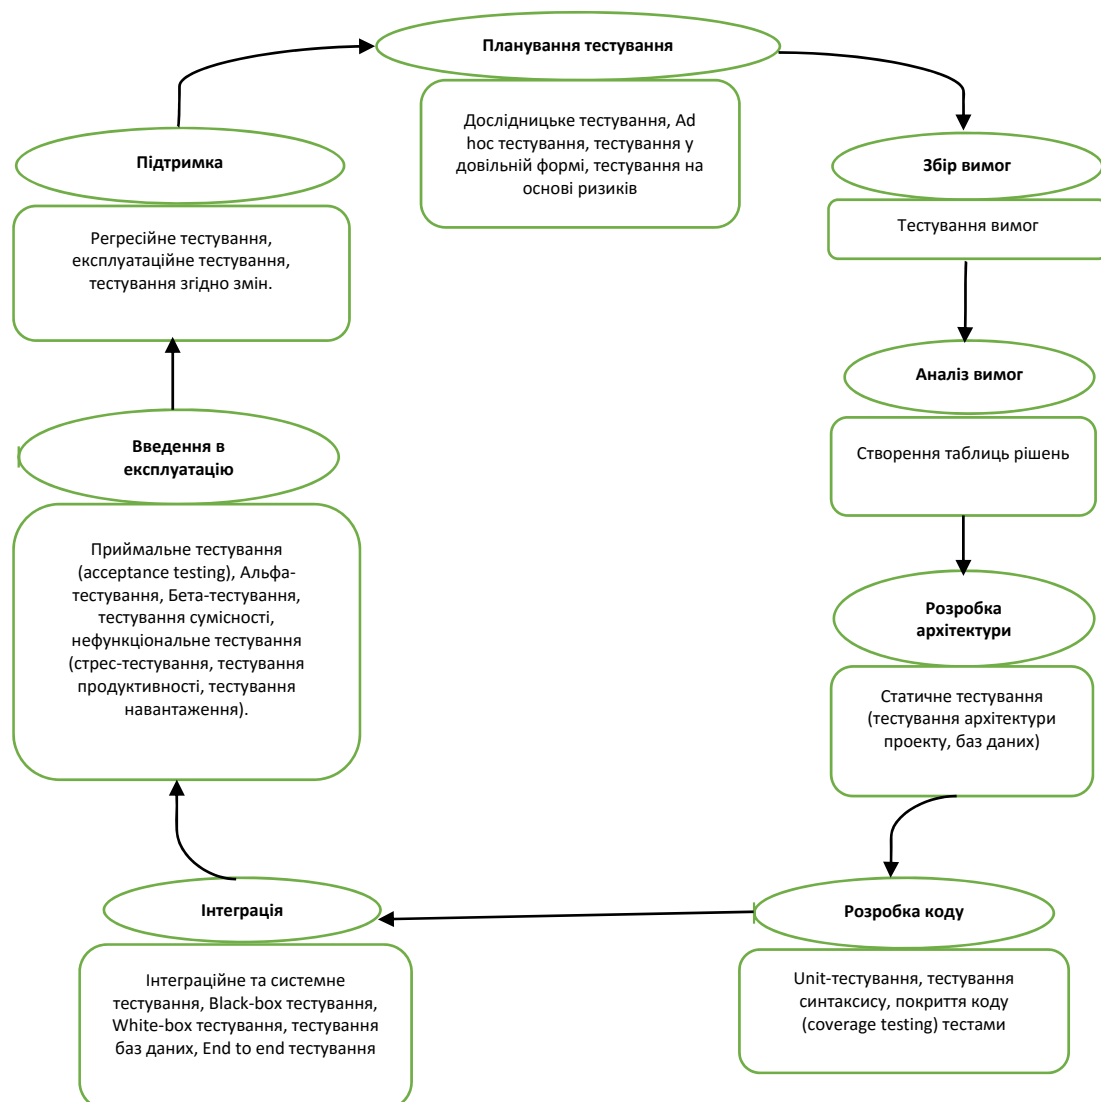 Планування тестування
Дослідницьке тестування, Ad
hoc тестування, тестування у
довільній формі, тестування на
основі ризиків
Збір вимог
Тестування вимог
Аналіз вимог
Створення таблиць рішень
Розробка
архітектури
Статичне тестування
(тестування архітектури
проекту, баз даних)
Розробка коду
Unit-тестування, тестування
синтаксису, покриття коду
(coverage testing) тестами
Інтеграція
Інтеграційне та системне
тестування, Black-box тестування,
White-box тестування, тестування
баз даних, End to end тестування
Введення в
експлуатацію
Приймальне тестування
(acceptance testing), Альфа-
тестування, Бета-тестування,
тестування сумісності,
нефункціональне тестування
(стрес-тестування, тестування
продуктивності, тестування
навантаження).
Підтримка
Регресійне тестування,
експлуатаційне тестування,
тестування згідно змін.